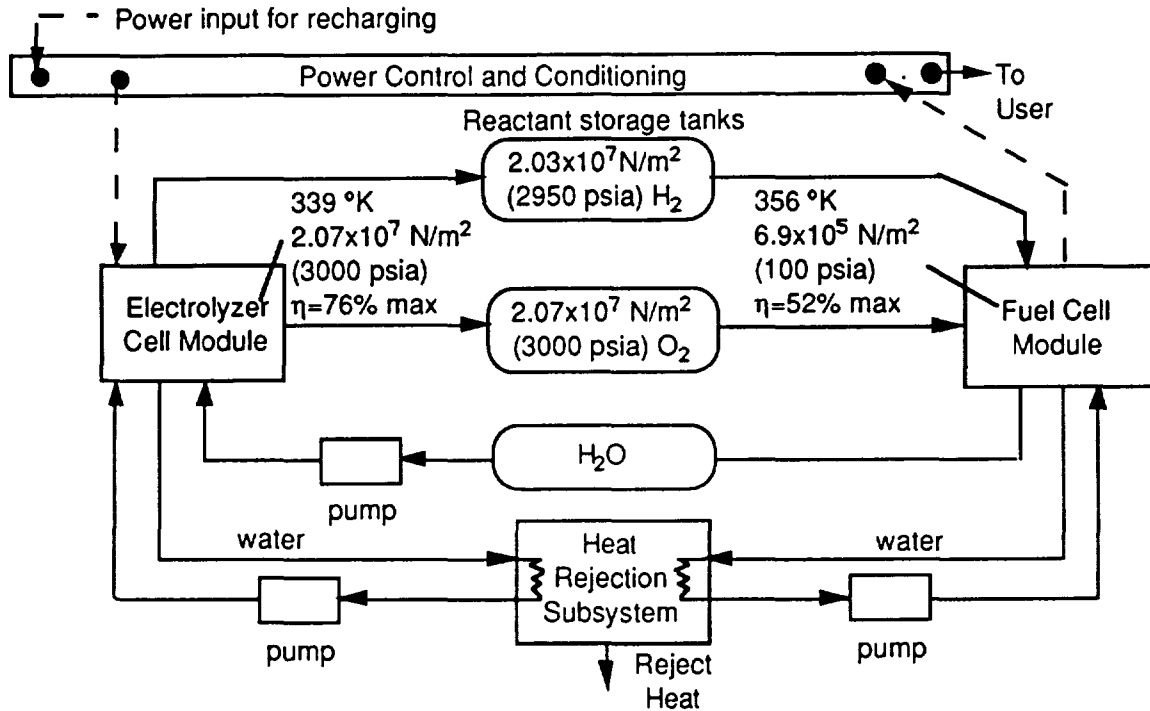 Power input for recharging
Power Control and Conditioning
To
User
Reactant storage tanks
2.03x10⁷N/m²
(2950 psia) H₂
339 °K
2.07x10⁷ N/m²
(3000 psia)
η=76% max
356 °K
6.9x10⁵ N/m²
(100 psia)
η=52% max
Electrolyzer
Cell Module
2.07x10⁷ N/m²
(3000 psia) O₂
Fuel Cell
Module
H₂O
pump
water
Heat
Rejection
Subsystem
water
pump
pump
Reject
Heat